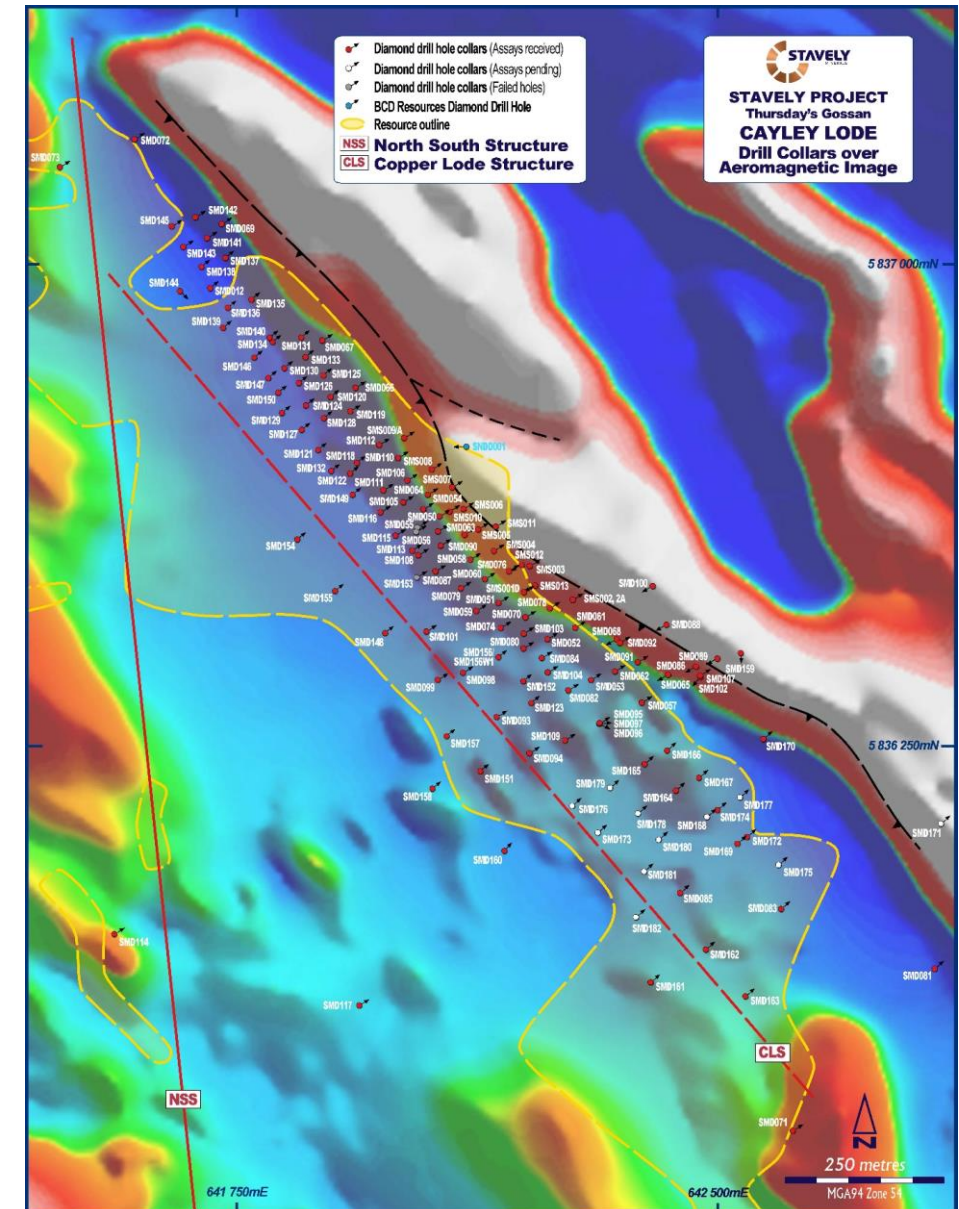 Diamond drill hole collars (Assays received)
Diamond drill hole collars (Assays pending)
Diamond drill hole collars (Failed holes)
BCD Resources Diamond Drill Hole
Resource outline
NSS North South Structure
CLS Copper Lode Structure
STAVELY
STAVELY PROJECT
Thursday's Gossan
CAYLEY LODE
Drill Collars over
Aeromagnetic Image
SMD072
SMD073
SMD142
SMD145
SMD069
SMD141
SMD143
SMD137
5 837 000mN
SMD138
SMD144
SMD012
SMD135
SMD136
SMD139
SMD140
SMD131
SMD134
SMD067
SMD133
SMD146
SMD130
SMD125
SMD147
SMD126
SMD066
SMD150
SMD120
SMD124
SMD119
SMD129
SMD128
SMS009/A
SMD127
SMD112
SMD121
SMD118
SMD110
SMS008
SMD132
SMD106
SMS007
SMD122
SMD111
SMD064
SMD149
SMD105
SMD054
SMS006
SMD116
SMD050
SMS010
SMD055
SMS011
SMD115
SMD056
SMD063
SMS005
SMD154
SMD113
SMD090
SMS004
SMD108
SMD058
SMS012
SMD076
SMS003
SMD153
SMD087
SMD060
SMD100
SMD155
SMD079
SMS001D
SMS013
SMD051
SMD078
SMS002, 2A
SMD059
SMD070
SMD061
SMD088
SMD148
SMD101
SMD074
SMD103
SMD068
SMD080
SMD052
SMD092
SMD156
SMD084
SMD091
SMD089
SMD156W1
SMD086
SMD159
SMD099
SMD098
SMD104
SMD062
SMD107
SMD152
SMD053
SMD065
SMD102
SMD082
SMD123
SMD057
SMD093
SMD095
SMD097
SMD096
SMD157
SMD109
SMD170
5 836 250mN
SMD094
SMD166
SMD151
SMD165
SMD158
SMD179
SMD167
SMD164
SMD177
SMD176
SMD174
SMD178
SMD168
SMD171
SMD173
SMD172
SMD160
SMD180
SMD169
SMD175
SMD181
SMD085
SMD083
SMD182
SMD114
SMD162
SMD081
SMD161
SMD117
SMD163
CLS
NSS
SMD071
N
250 metres
641 750mE
642 500mE
MGA94 Zone 54